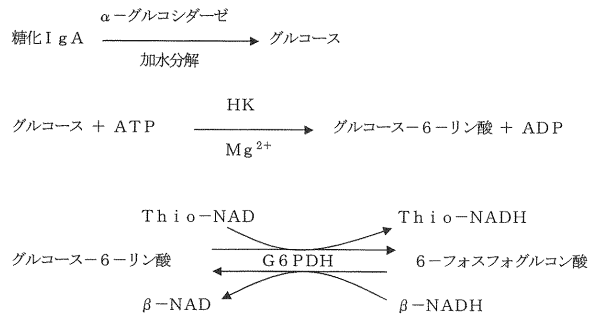 α－グルコシダーゼ
糖化ＩｇＡ　グルコース
加水分解
HK
グルコース ＋ ＡＴＰ　グルコース－６－リン酸 ＋ ＡＤＰ
Ｍｇ²⁺
Ｔｈｉｏ－NAD　Ｔｈｉｏ－NADH
グルコース－６－リン酸　Ｇ６ＰＤＨ　６－フォスフォグルコン酸
β－NAD　β－NADH